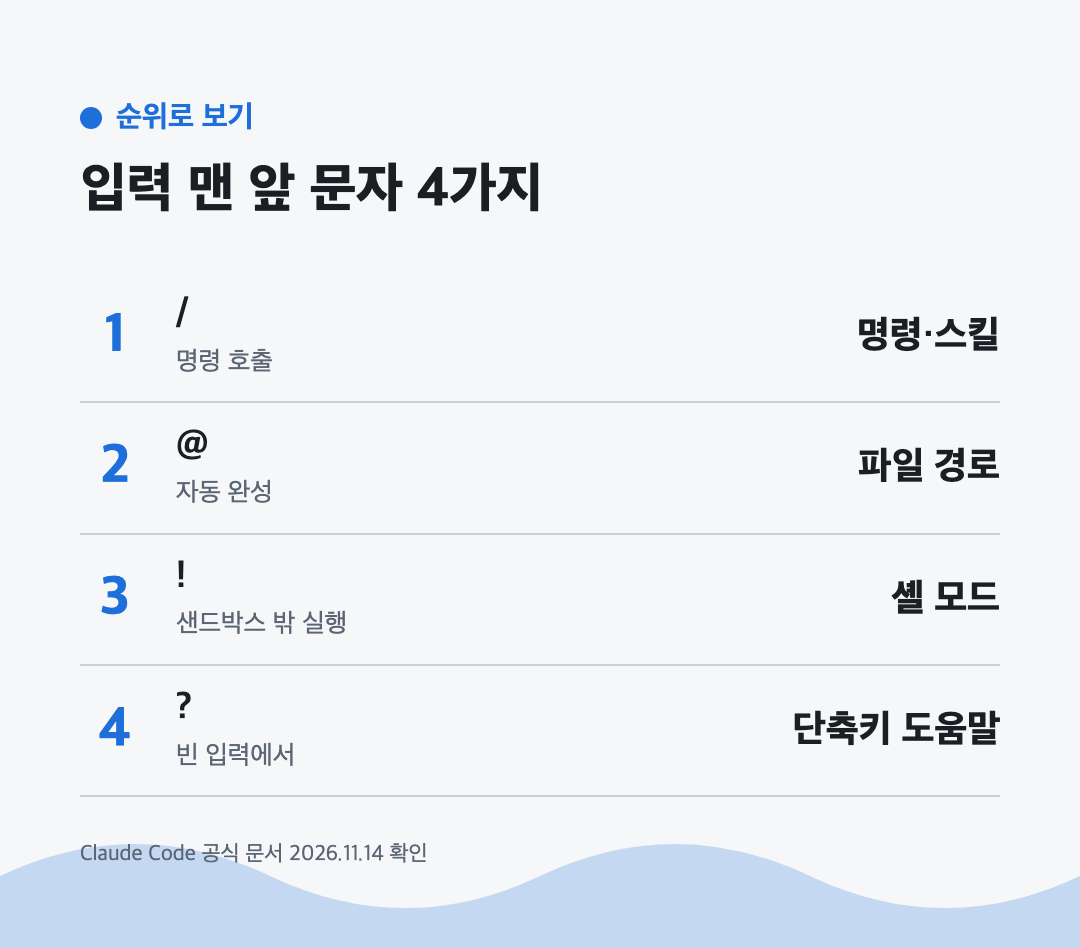 순위로 보기
입력 맨 앞 문자 4가지
1
/
명령 호출
명령·스킬
2
@
자동 완성
파일 경로
3
!
샌드박스 밖 실행
셸 모드
4
?
빈 입력에서
단축키 도움말
Claude Code 공식 문서 2026.11.14 확인